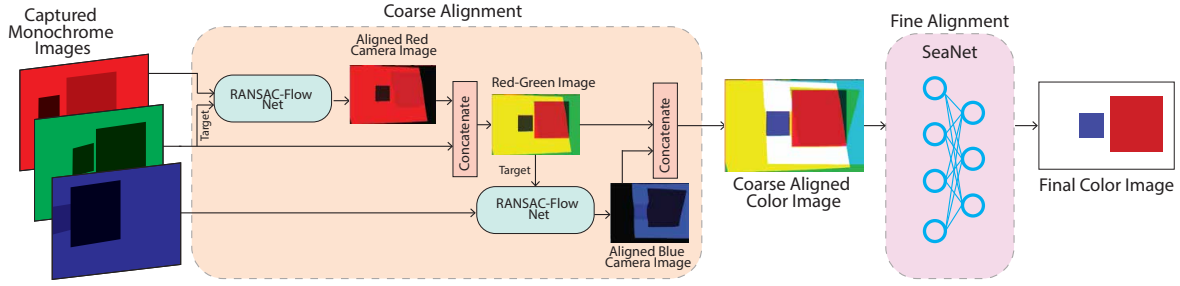 Captured
Monochrome
Images
Coarse Alignment
Aligned Red
Camera Image
RANSAC-Flow
Net
Target
Concatenate
Red-Green Image
Target
RANSAC-Flow
Net
Concatenate
Aligned Blue
Camera Image
Coarse Aligned
Color Image
Fine Alignment
SeaNet
Final Color Image